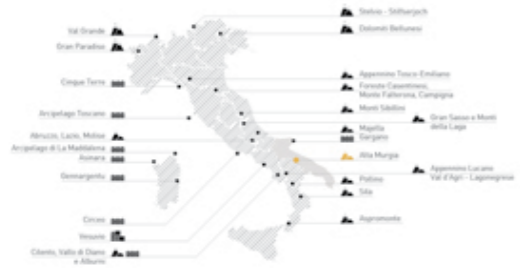 Val Grande
Gran Paradiso
Cinque Terre
Arcipelago Toscano
Abruzzo, Lazio, Molise
Arcipelago di La Maddalena
Asinara
Gennargentu
Circeo
Vesuvio
Cilento, Vallo di Diano
e Alburni
Stelvio - Stilfserjoch
Dolomiti Bellunesi
Appennino Tosco-Emiliano
Foreste Casentinesi,
Monte Falterona, Campigna
Monti Sibillini
Gran Sasso e Monti
della Laga
Majella
Gargano
Alta Murgia
Appennino Lucano
Val d'Agri - Lagonegrese
Pollino
Sila
Aspromonte